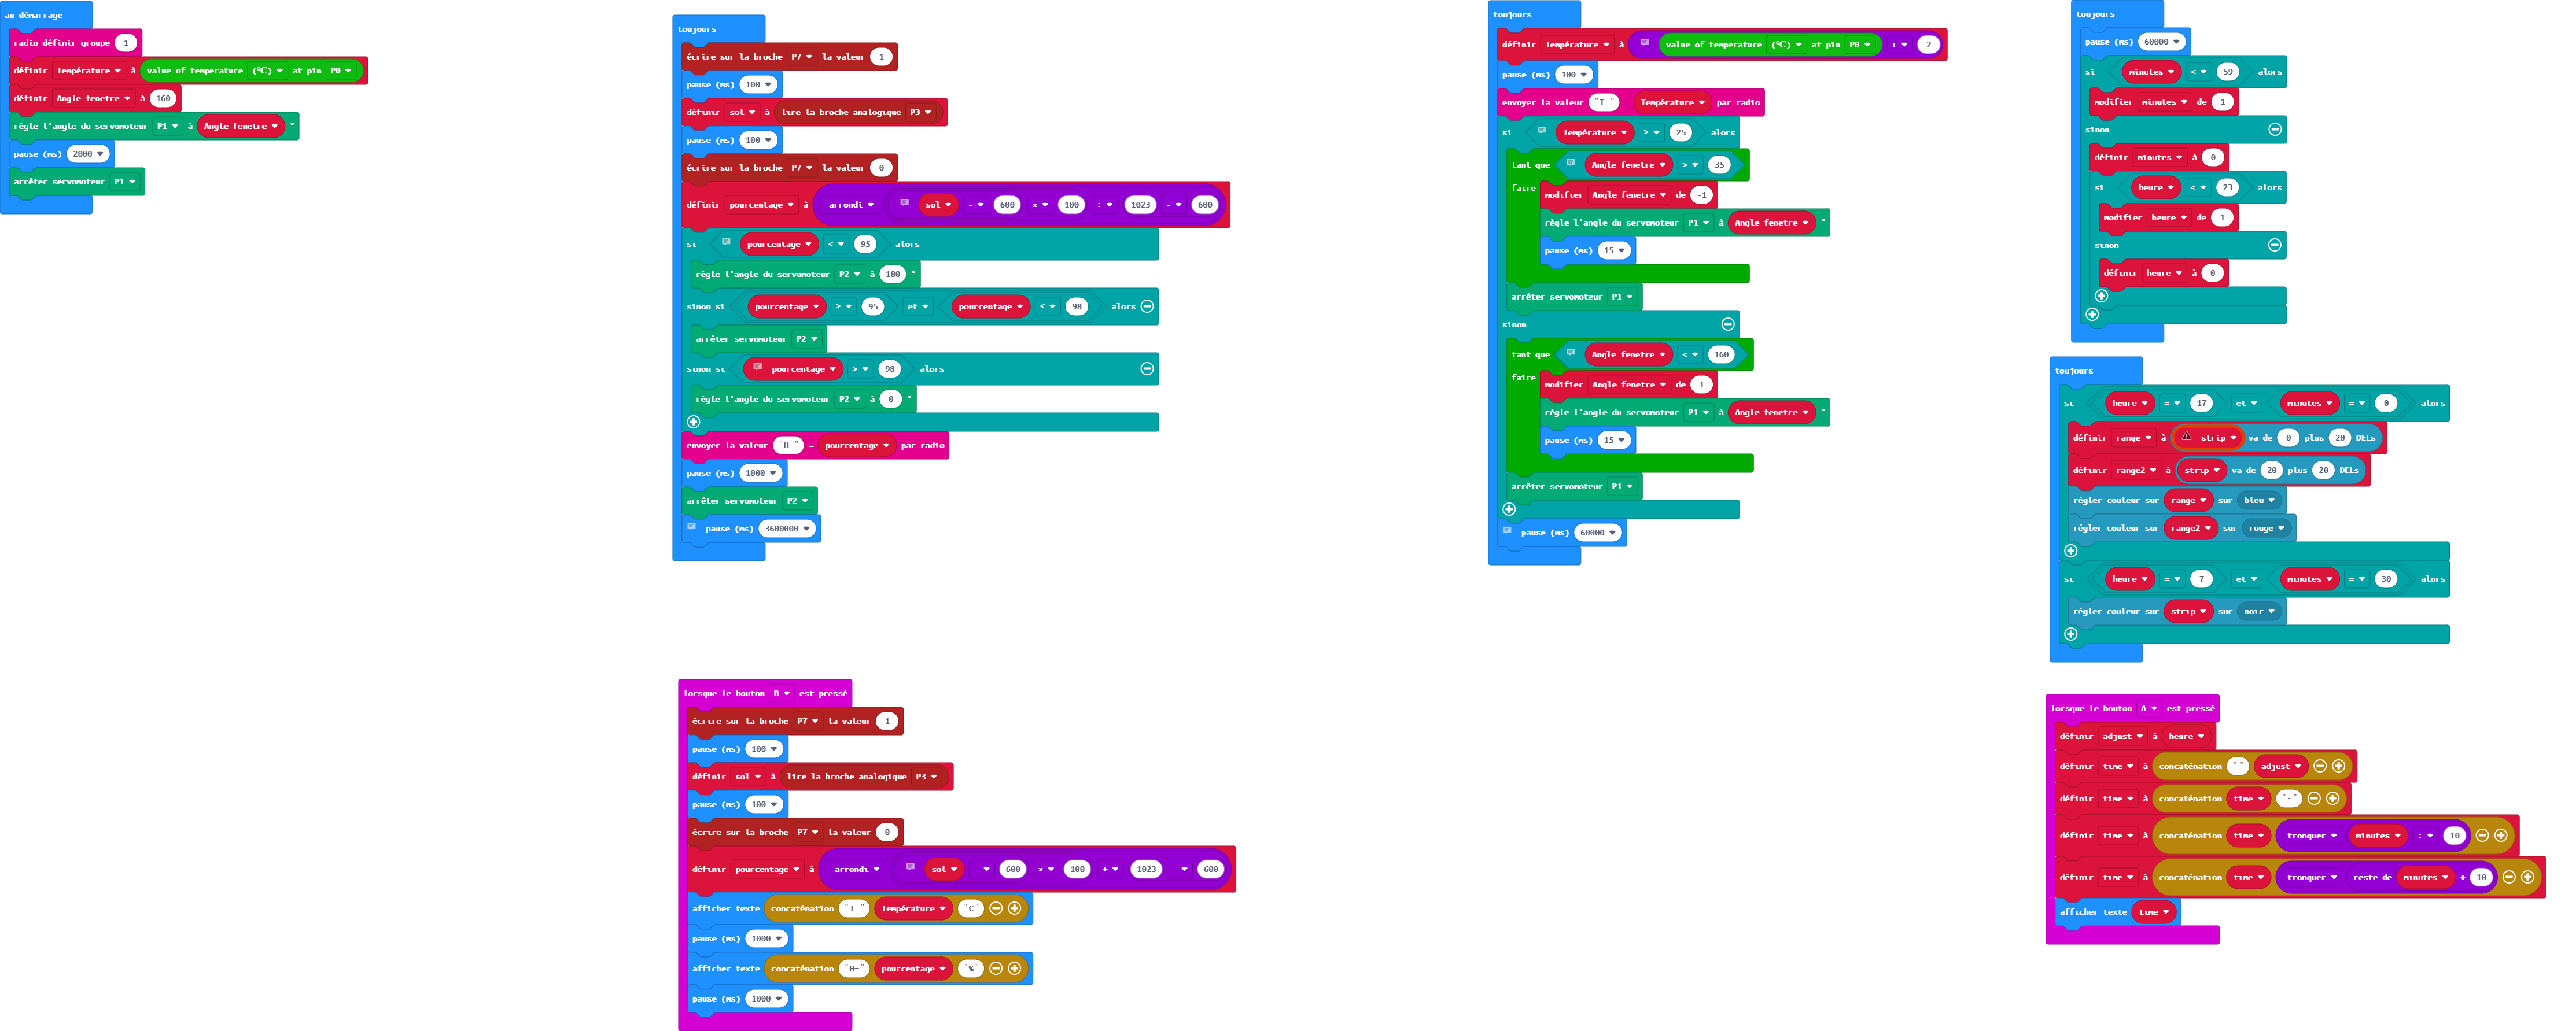 au démarrage
radio définir groupe 1
définir Température à value of temperature (℃) at pin P0
définir Angle fenetre à 160
règle l'angle du servomoteur P1 à Angle fenetre °
pause (ms) 2000
arrêter servomoteur P1
toujours
écrire sur la broche P7 la valeur 1
pause (ms) 100
définir sol à lire la broche analogique P3
pause (ms) 100
écrire sur la broche P7 la valeur 0
définir pourcentage à arrondi sol - 600 × 100 ÷ 1023 - 600
si pourcentage < 95 alors
règle l'angle du servomoteur P2 à 180 °
sinon si pourcentage ≥ 95 et pourcentage ≤ 98 alors
arrêter servomoteur P2
sinon si pourcentage > 98 alors
règle l'angle du servomoteur P2 à 0 °
envoyer la valeur "H " = pourcentage par radio
pause (ms) 1000
arrêter servomoteur P2
pause (ms) 3600000
lorsque le bouton B est pressé
écrire sur la broche P7 la valeur 1
pause (ms) 100
définir sol à lire la broche analogique P3
pause (ms) 100
écrire sur la broche P7 la valeur 0
définir pourcentage à arrondi sol - 600 × 100 ÷ 1023 - 600
afficher texte concaténation "T=" Température "C"
pause (ms) 1000
afficher texte concaténation "H=" pourcentage "%"
pause (ms) 1000
toujours
définir Température à value of temperature (℃) at pin P0 + 2
pause (ms) 100
envoyer la valeur "T " = Température par radio
si Température ≥ 25 alors
tant que Angle fenetre > 35
faire modifier Angle fenetre de -1
règle l'angle du servomoteur P1 à Angle fenetre °
pause (ms) 15
arrêter servomoteur P1
sinon
tant que Angle fenetre < 160
faire modifier Angle fenetre de 1
règle l'angle du servomoteur P1 à Angle fenetre °
pause (ms) 15
arrêter servomoteur P1
pause (ms) 60000
toujours
pause (ms) 60000
si minutes < 59 alors
modifier minutes de 1
sinon
définir minutes à 0
si heure < 23 alors
modifier heure de 1
sinon
définir heure à 0
toujours
si heure = 17 et minutes = 0 alors
définir range à strip va de 0 plus 20 DELs
définir range2 à strip va de 20 plus 20 DELs
régler couleur sur range sur bleu
régler couleur sur range2 sur rouge
si heure = 7 et minutes = 30 alors
régler couleur sur strip sur noir
lorsque le bouton A est pressé
définir adjust à heure
définir time à concaténation " " adjust
définir time à concaténation time ":"
définir time à concaténation time tronquer minutes ÷ 10
définir time à concaténation time tronquer reste de minutes ÷ 10
afficher texte time